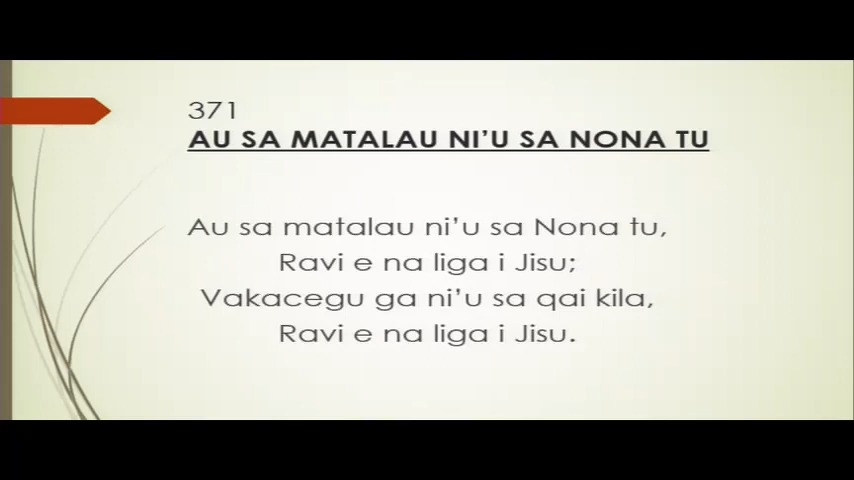 371
AU SA MATALAU NI’U SA NONA TU
Au sa matalau ni’u sa Nona tu,
Ravi e na liga i Jisu;
Vakacegu ga ni’u sa qai kila,
Ravi e na liga i Jisu.